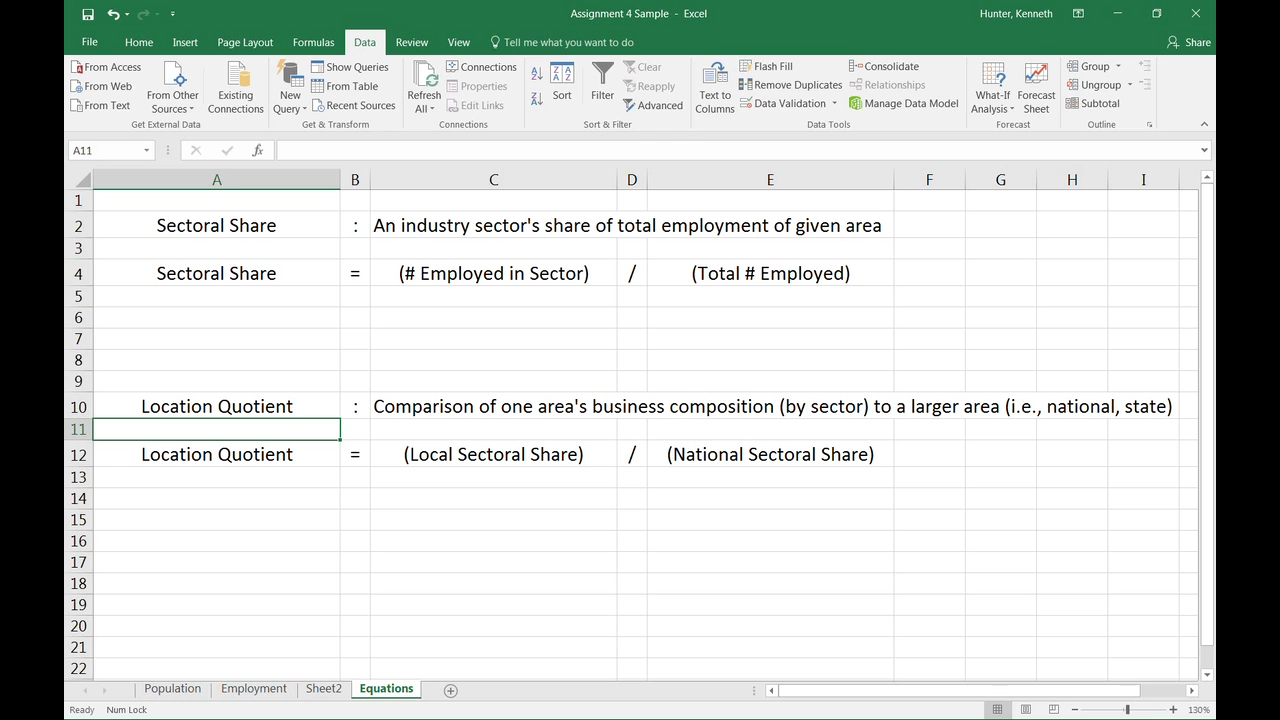 Assignment 4 Sample - Excel
Hunter, Kenneth
File Home Insert Page Layout Formulas Data Review View Tell me what you want to do Share
From Access
From Web
From Text
From Other Sources
Existing Connections
Get External Data
New Query
Show Queries
From Table
Recent Sources
Get & Transform
Refresh All
Connections
Properties
Edit Links
Connections
Sort
Filter
Clear
Reapply
Advanced
Sort & Filter
Text to Columns
Flash Fill
Remove Duplicates
Data Validation
Consolidate
Relationships
Manage Data Model
Data Tools
What-If Analysis
Forecast Sheet
Forecast
Group
Ungroup
Subtotal
Outline
A11
fx
A B C D E F G H I
1
2 Sectoral Share : An industry sector's share of total employment of given area
3
4 Sectoral Share = (# Employed in Sector) / (Total # Employed)
5
6
7
8
9
10 Location Quotient : Comparison of one area's business composition (by sector) to a larger area (i.e., national, state)
11
12 Location Quotient = (Local Sectoral Share) / (National Sectoral Share)
13
14
15
16
17
18
19
20
21
22
Population Employment Sheet2 Equations
Ready Num Lock 130%